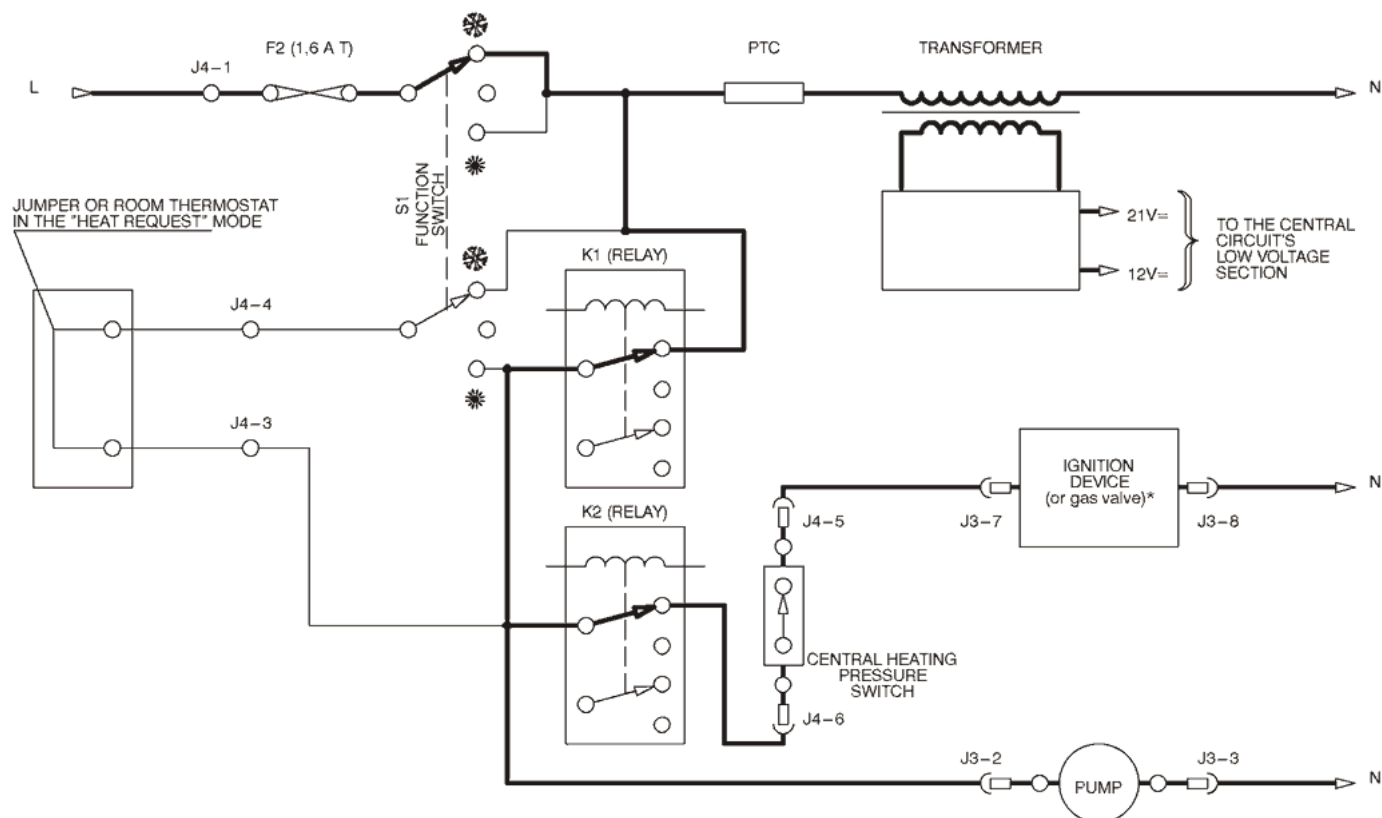 F2 (1,6 A T)
PTC
TRANSFORMER
J4-1
L
N
S1
FUNCTION
SWITCH
JUMPER OR ROOM THERMOSTAT
IN THE "HEAT REQUEST" MODE
21V=
12V=
TO THE CENTRAL
CIRCUIT'S
LOW VOLTAGE
SECTION
K1 (RELAY)
J4-4
J4-3
IGNITION
DEVICE
(or gas valve)*
N
J3-7
J3-8
K2 (RELAY)
J4-5
CENTRAL HEATING
PRESSURE
SWITCH
J4-6
J3-2
J3-3
PUMP
N